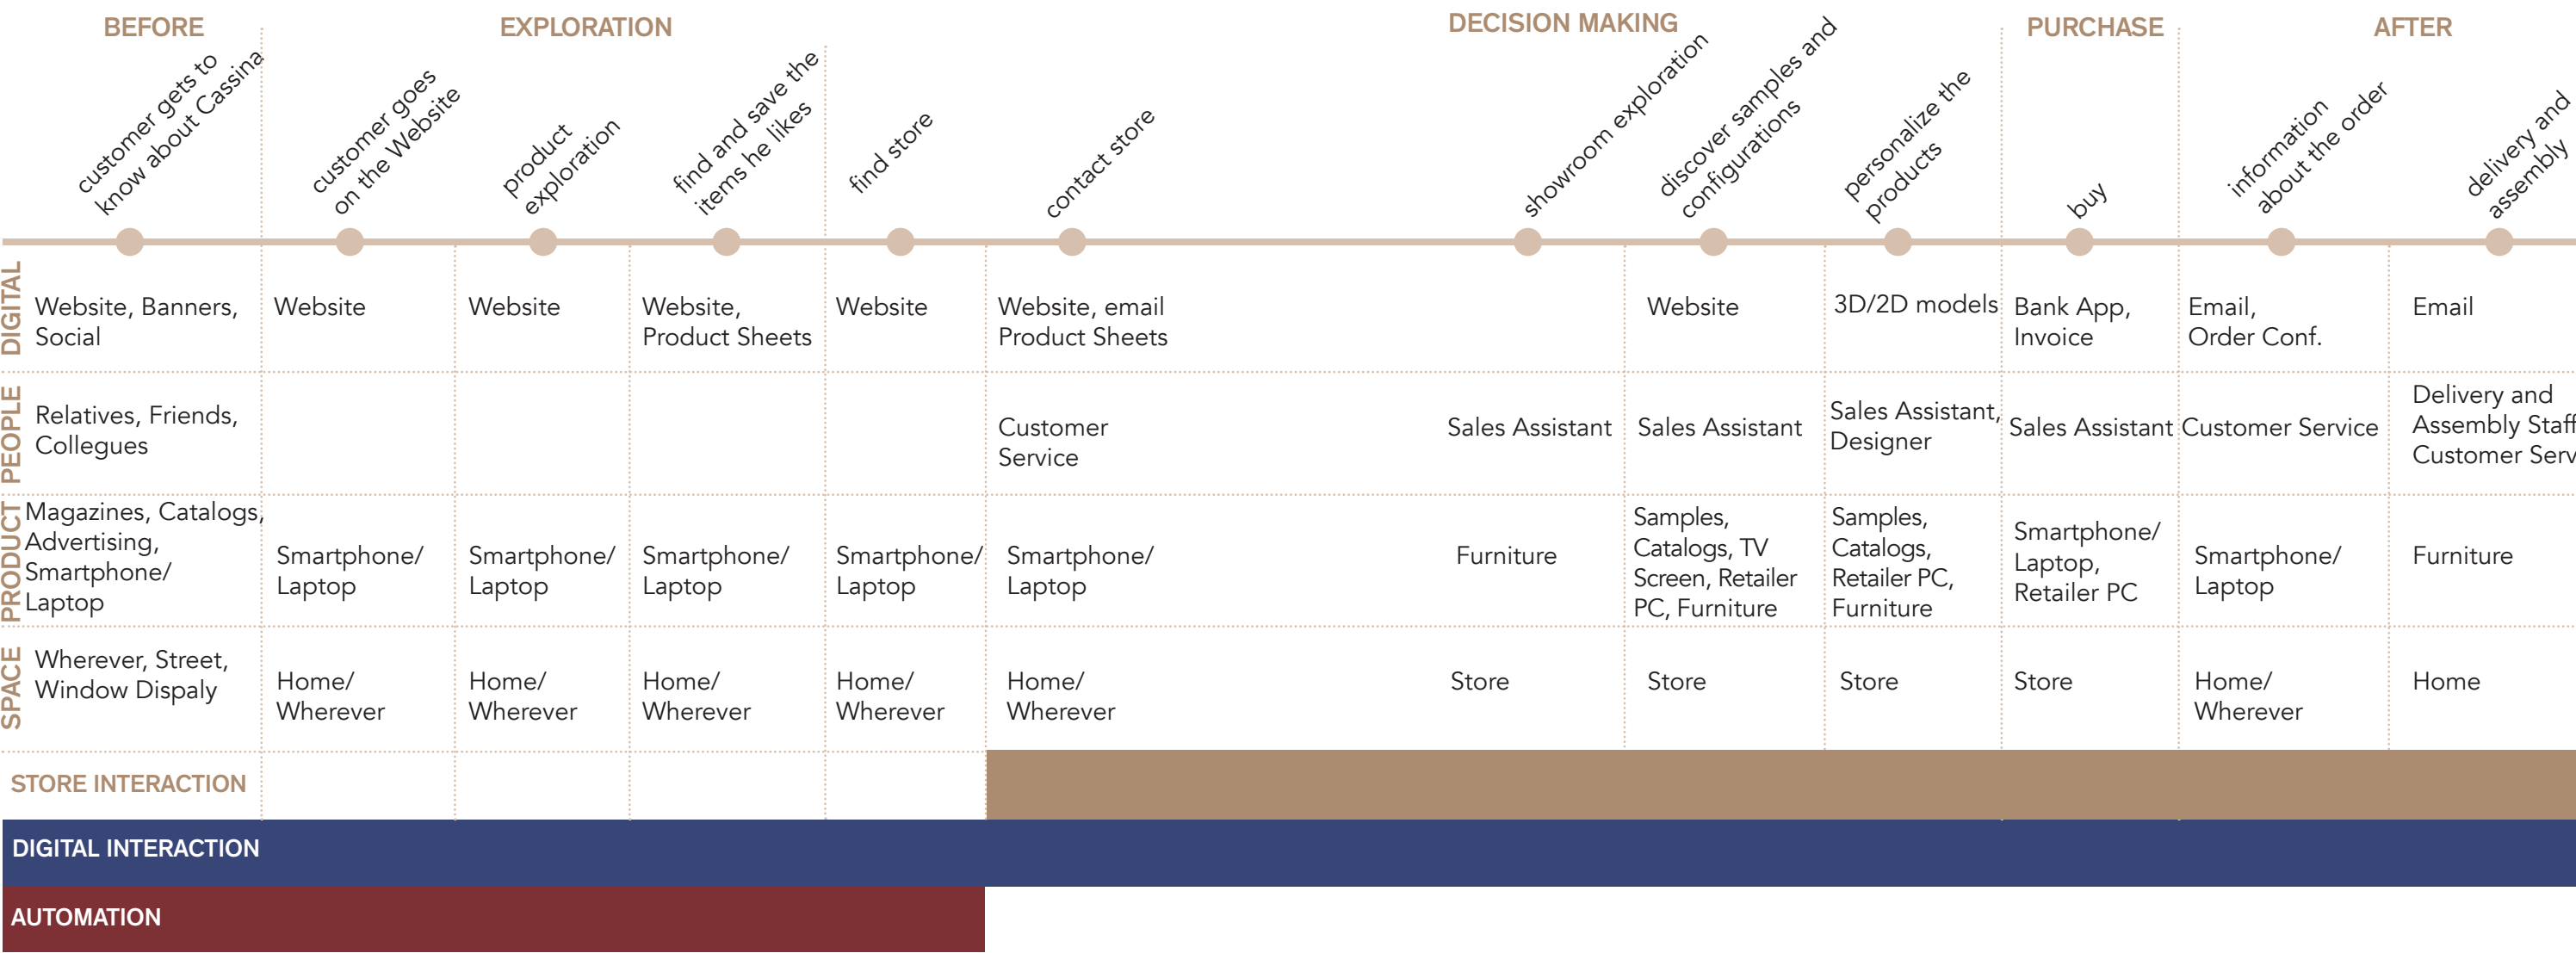 BEFORE
EXPLORATION
DECISION MAKING
PURCHASE
AFTER
customer gets to
know about Cassina
customer goes
on the Website
product
exploration
find and save the
items he likes
find store
contact store
showroom exploration
discover samples and
configurations
personalize the
products
buy
information
about the order
delivery and
assembly
DIGITAL
Website, Banners,
Social
Website
Website
Website,
Product Sheets
Website
Website, email
Product Sheets
Website
3D/2D models
Bank App,
Invoice
Email,
Order Conf.
Email
PEOPLE
Relatives, Friends,
Collegues
Customer
Service
Sales Assistant
Sales Assistant
Sales Assistant,
Designer
Sales Assistant
Customer Service
Delivery and
Assembly Staff
Customer Serv
PRODUCT
Magazines, Catalogs,
Advertising,
Smartphone/
Laptop
Smartphone/
Laptop
Smartphone/
Laptop
Smartphone/
Laptop
Smartphone/
Laptop
Smartphone/
Laptop
Furniture
Samples,
Catalogs, TV
Screen, Retailer
PC, Furniture
Samples,
Catalogs,
Retailer PC,
Furniture
Smartphone/
Laptop,
Retailer PC
Smartphone/
Laptop
Furniture
SPACE
Wherever, Street,
Window Dispaly
Home/
Wherever
Home/
Wherever
Home/
Wherever
Home/
Wherever
Home/
Wherever
Store
Store
Store
Store
Home/
Wherever
Home
STORE INTERACTION
DIGITAL INTERACTION
AUTOMATION